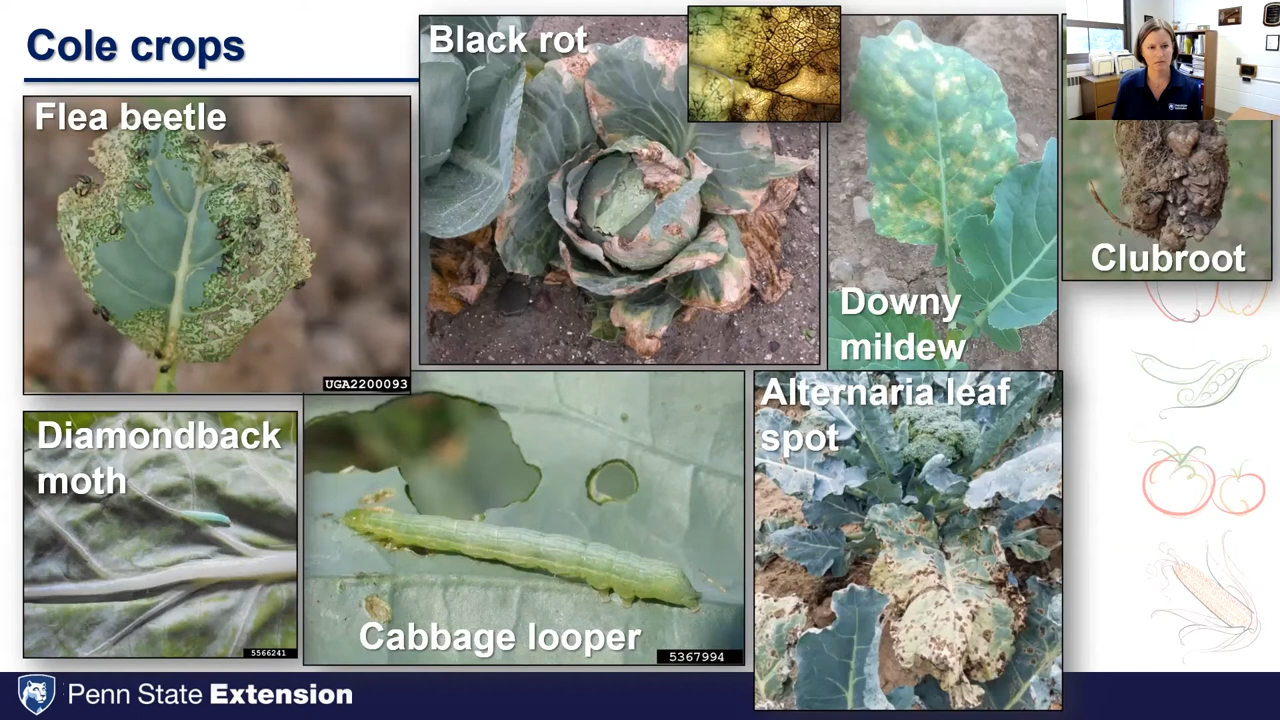 Cole crops
Flea beetle
UGA2200093
Black rot
Downy
mildew
Clubroot
Diamondback
moth
5566241
Cabbage looper
5367994
Alternaria leaf
spot
Penn State Extension